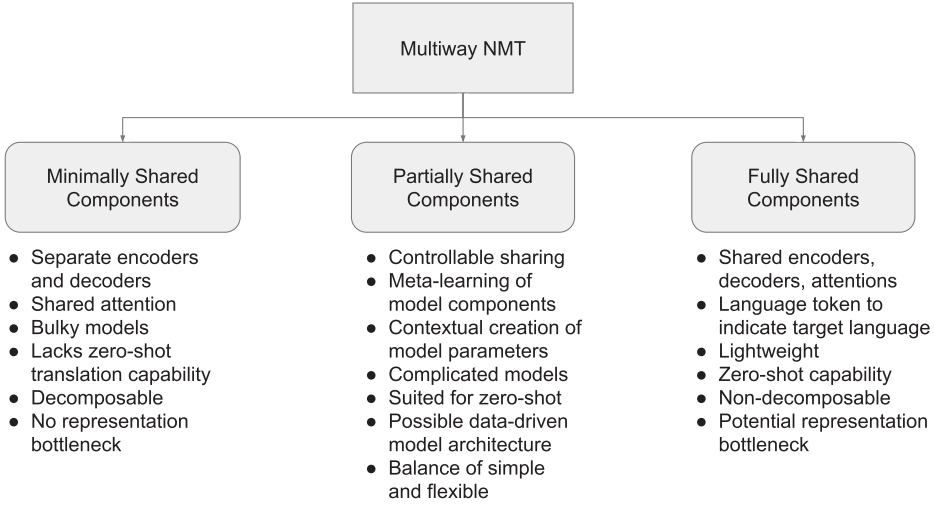 Multiway NMT
Minimally Shared
Components
● Separate encoders
and decoders
● Shared attention
● Bulky models
● Lacks zero-shot
translation capability
● Decomposable
● No representation
bottleneck
Partially Shared
Components
● Controllable sharing
● Meta-learning of
model components
● Contextual creation of
model parameters
● Complicated models
● Suited for zero-shot
● Possible data-driven
model architecture
● Balance of simple
and flexible
Fully Shared
Components
● Shared encoders,
decoders, attentions
● Language token to
indicate target language
● Lightweight
● Zero-shot capability
● Non-decomposable
● Potential representation
bottleneck